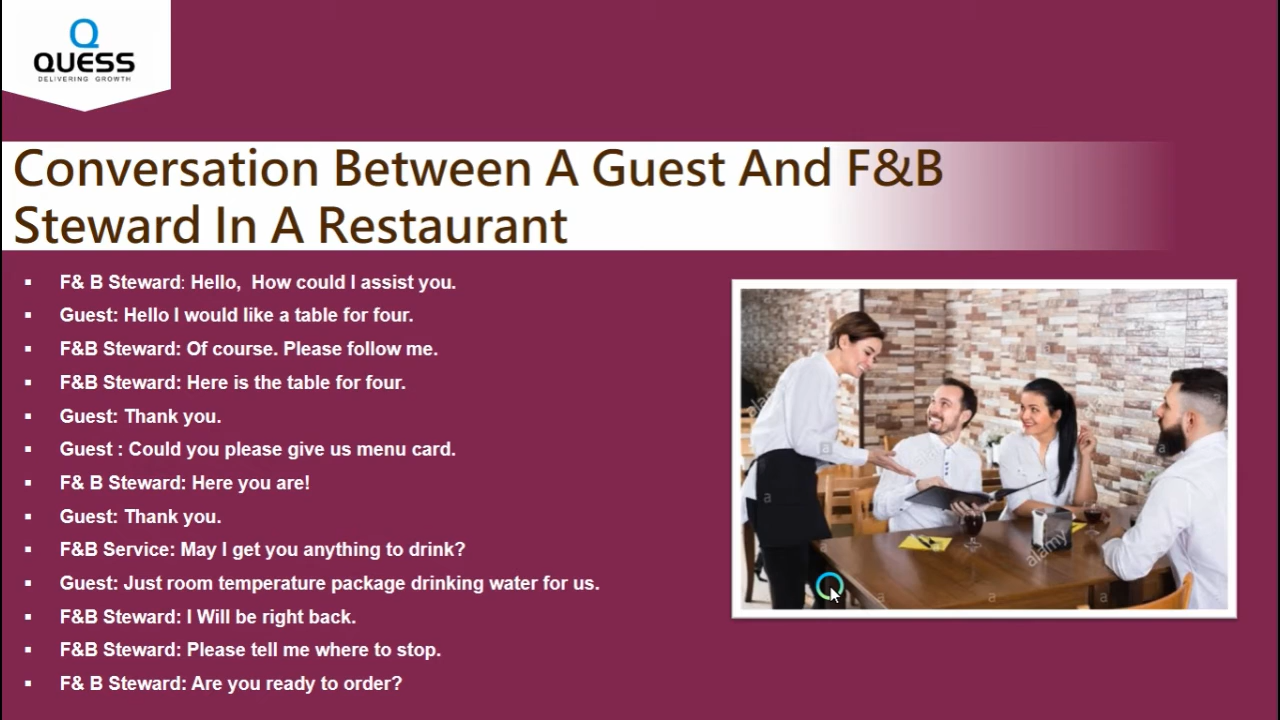 QUESS
DELIVERING GROWTH
Conversation Between A Guest And F&B
Steward In A Restaurant
▪ F& B Steward: Hello,  How could I assist you.
▪ Guest: Hello I would like a table for four.
▪ F&B Steward: Of course. Please follow me.
▪ F&B Steward: Here is the table for four.
▪ Guest: Thank you.
▪ Guest : Could you please give us menu card.
▪ F& B Steward: Here you are!
▪ Guest: Thank you.
▪ F&B Service: May I get you anything to drink?
▪ Guest: Just room temperature package drinking water for us.
▪ F&B Steward: I Will be right back.
▪ F&B Steward: Please tell me where to stop.
▪ F& B Steward: Are you ready to order?
alamy
alamy
a
a
a
a
a
a